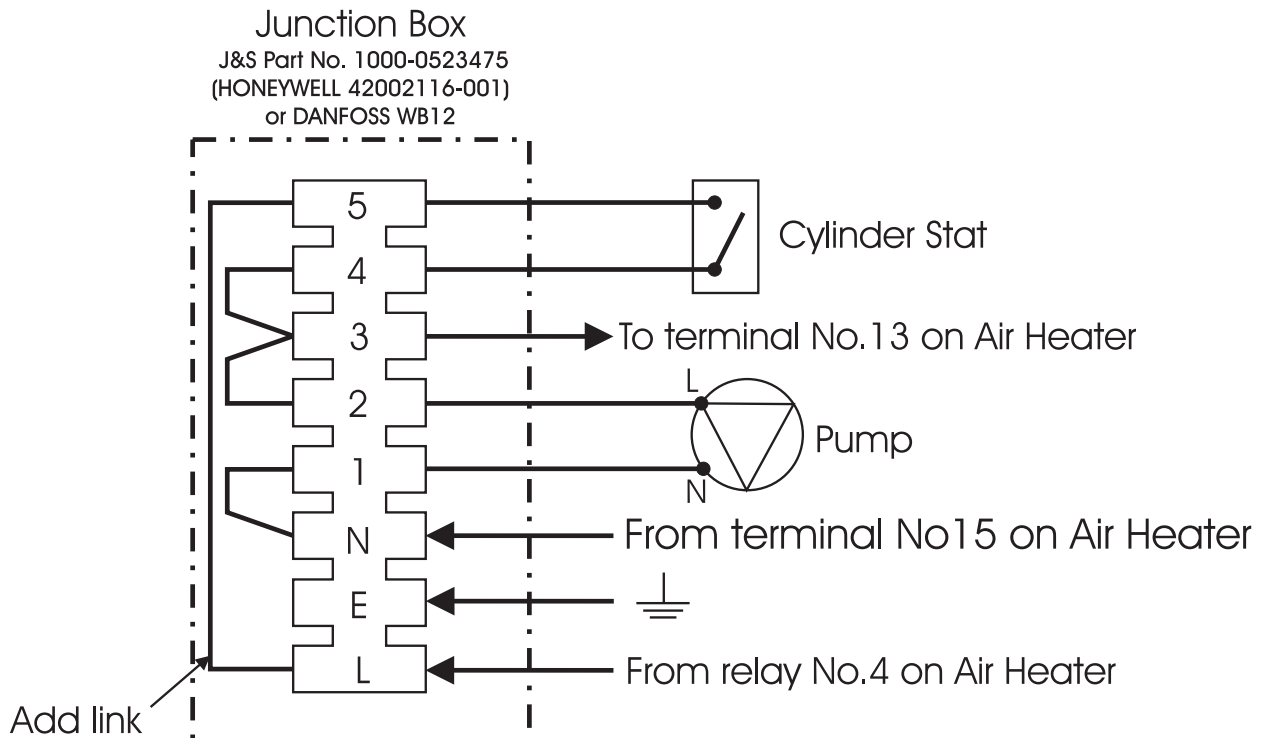 Junction Box
J&S Part No. 1000-0523475
(HONEYWELL 42002116-001)
or DANFOSS WB12
5
Cylinder Stat
4
3
To terminal No.13 on Air Heater
L
2
Pump
1
N
N
From terminal No15 on Air Heater
E
L
From relay No.4 on Air Heater
Add link